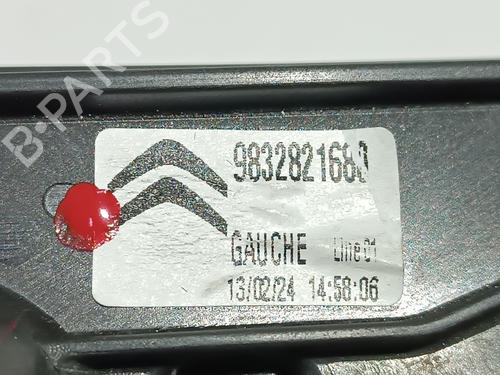 B-PARTS
9832821680
GAUCHE Line 01
13/02/24 14:58:06